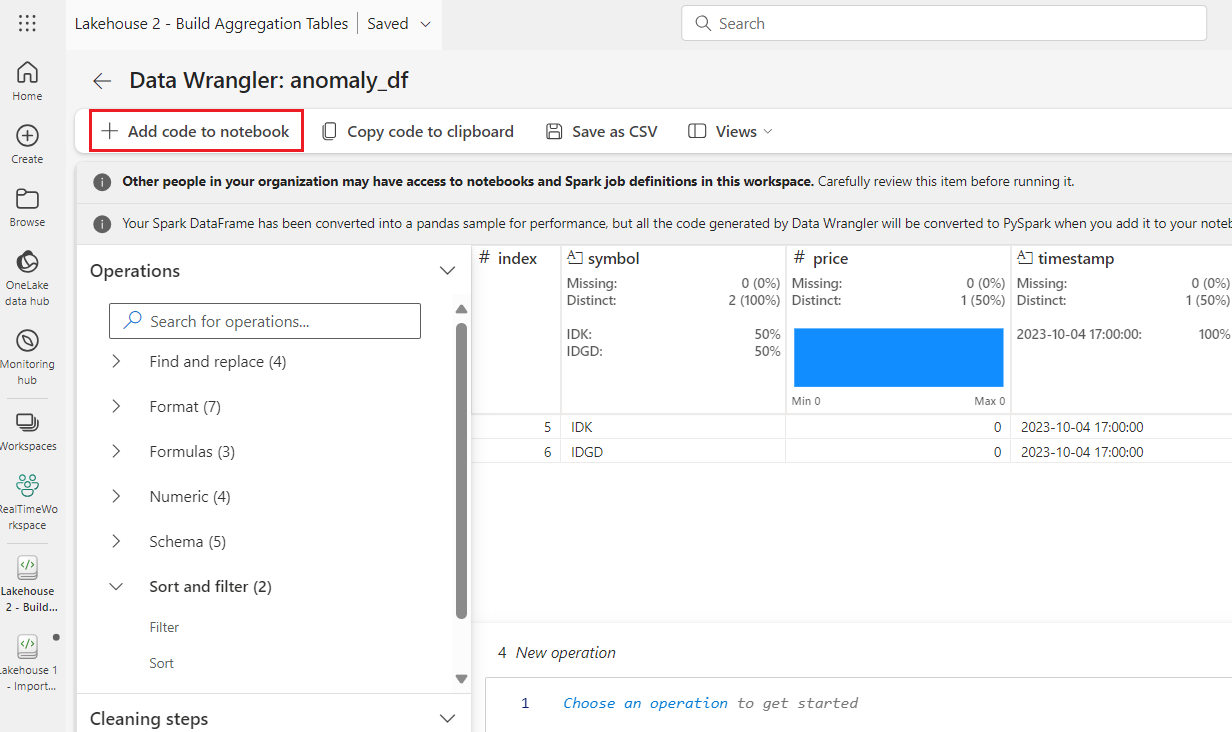 Lakehouse 2 - Build Aggregation Tables Saved
Search
Home
Create
Browse
OneLake
data hub
Monitoring
hub
Workspaces
RealTimeWo
rkspace
Lakehouse
2 - Build...
Lakehouse 1
- Import...
Data Wrangler: anomaly_df
Add code to notebook Copy code to clipboard Save as CSV Views
Other people in your organization may have access to notebooks and Spark job definitions in this workspace. Carefully review this item before running it.
Your Spark DataFrame has been converted into a pandas sample for performance, but all the code generated by Data Wrangler will be converted to PySpark when you add it to your noteb
Operations
Search for operations...
Find and replace (4)
Format (7)
Formulas (3)
Numeric (4)
Schema (5)
Sort and filter (2)
Filter
Sort
Cleaning steps
# index symbol # price timestamp
Missing: 0 (0%) Missing: 0 (0%) Missing: 0 (0%)
Distinct: 2 (100%) Distinct: 1 (50%) Distinct: 1 (50%)
IDK: 50% 2023-10-04 17:00:00: 100%
IDGD: 50%
Min 0 Max 0
5 IDK 0 2023-10-04 17:00:00
6 IDGD 0 2023-10-04 17:00:00
4 New operation
1 Choose an operation to get started